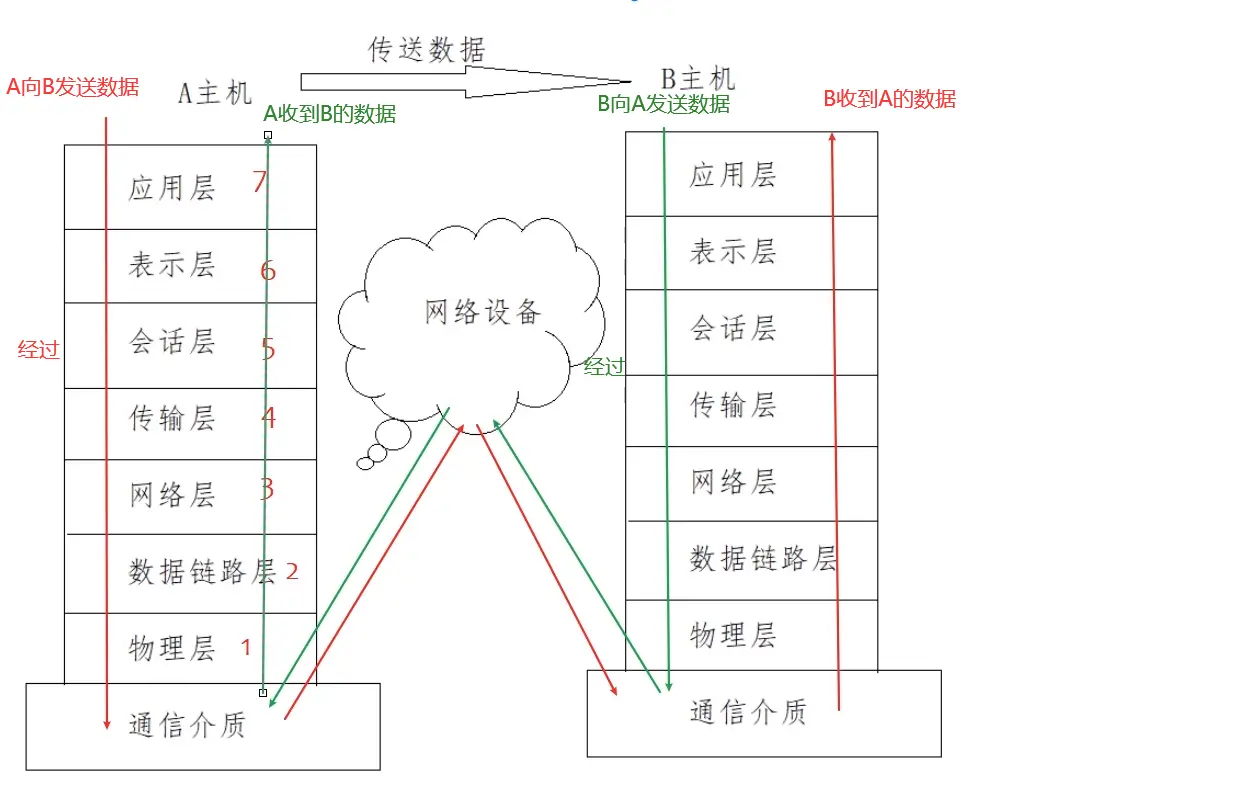 传送数据
A向B发送数据
A主机
A收到B的数据
B主机
B向A发送数据
B收到A的数据
应用层 7
表示层 6
会话层 5
传输层 4
网络层 3
数据链路层 2
物理层 1
通信介质
经过
网络设备
经过
应用层
表示层
会话层
传输层
网络层
数据链路层
物理层
通信介质